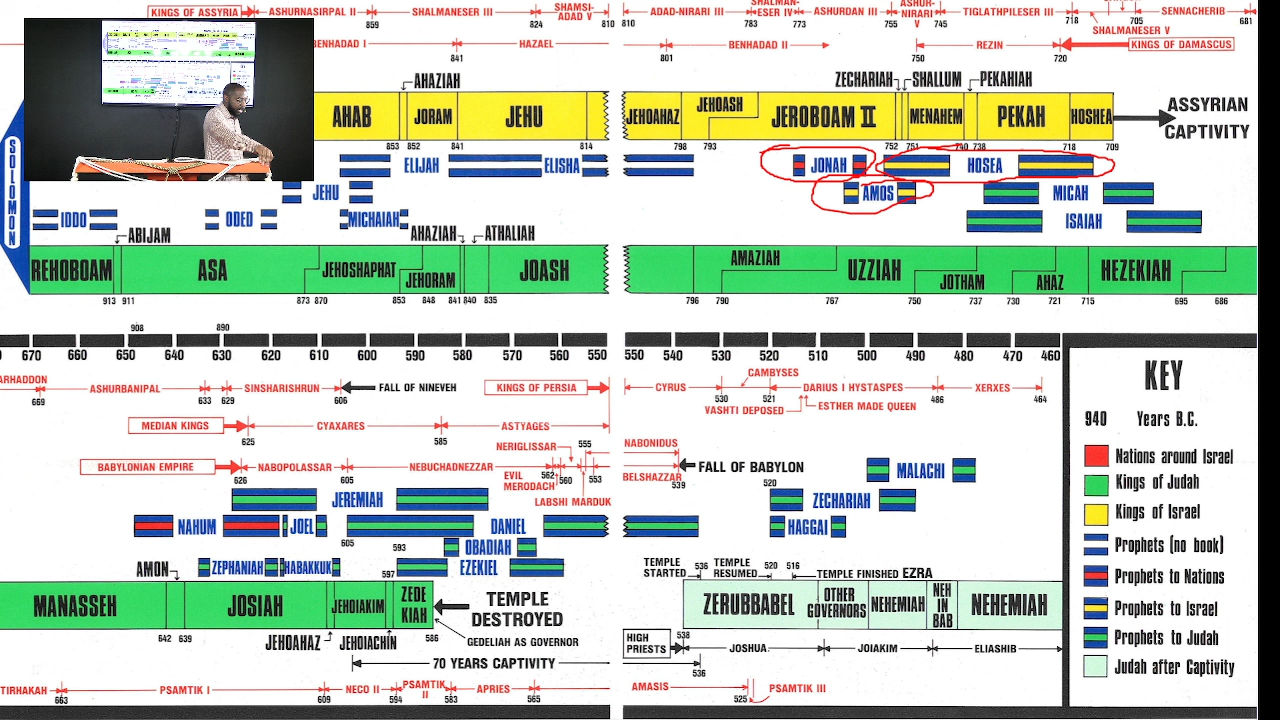 KINGS OF ASSYRIA ASHURNASIRPAL II SHALMANESER III SHAMSI-ADAD V ADAD-NIRARI III SHALMAN-ESER IV ASHURDAN III ASHUR-NIRARI V TIGLATHPILESER III SENNACHERIB
859 824 810 810 783 773 755 745 718 705 681
SHALMANESER V
BENHADAD I HAZAEL BENHADAD II REZIN KINGS OF DAMASCUS
841 801 750 720
AHAZIAH ZECHARIAH SHALLUM PEKAHIAH
AHAB JORAM JEHU JEHOAHAZ JEHOASH JEROBOAM II MENAHEM PEKAH HOSEA
ASSYRIAN
CAPTIVITY
853 852 841 814 798 793 752 751 740 738 718 709
SOLOMON
ELIJAH ELISHA JONAH HOSEA
JEHU AMOS MICAH
IDDO ODED MICHAIAH ISAIAH
ABIJAM AHAZIAH ATHALIAH
REHOBOAM ASA JEHOSHAPHAT JEHORAM JOASH AMAZIAH UZZIAH JOTHAM AHAZ HEZEKIAH
913 911 873 870 853 848 841 840 835 796 790 767 750 737 730 721 715 695 686
908 890
670 660 650 640 630 620 610 600 590 580 570 560 550 550 540 530 520 510 500 490 480 470 460
ARHADDON ASHURBANIPAL SINSHARISHRUN FALL OF NINEVEH KINGS OF PERSIA CYRUS CAMBYSES DARIUS I HYSTASPES XERXES
669 633 629 606 530 521 486 464
VASHTI DEPOSED ESTHER MADE QUEEN
MEDIAN KINGS CYAXARES ASTYAGES
625 585
NERIGLISSAR 555 NABONIDUS
BABYLONIAN EMPIRE NABOPOLASSAR NEBUCHADNEZZAR FALL OF BABYLON
626 605 562 560 553 BELSHAZZAR 539
EVIL MERODACH
LABSHI MARDUK
MALACHI
JEREMIAH 520 ZECHARIAH
NAHUM JOEL DANIEL HAGGAI
605 593 OBADIAH
ZEPHANIAH HABAKKUK EZEKIEL
AMON 597
TEMPLE STARTED 536 TEMPLE RESUMED 520 516 TEMPLE FINISHED EZRA
MANASSEH JOSIAH JEHOIAKIM ZEDE KIAH
TEMPLE
DESTROYED
ZERUBBABEL OTHER GOVERNORS NEHEMIAH NEH IN BAB NEHEMIAH
642 639 JEHOAHAZ JEHOIACHIN 586 GEDELIAH AS GOVERNOR
HIGH PRIESTS 538 JOSHUA JOIAKIM ELIASHIB
70 YEARS CAPTIVITY 536
TIRHAKAH PSAMTIK I NECO II PSAMTIK II APRIES AMASIS PSAMTIK III
663 609 594 583 565 525
KEY
940 Years B.C.
Nations around Israel
Kings of Judah
Kings of Israel
Prophets (no book)
Prophets to Nations
Prophets to Israel
Prophets to Judah
Judah after Captivity